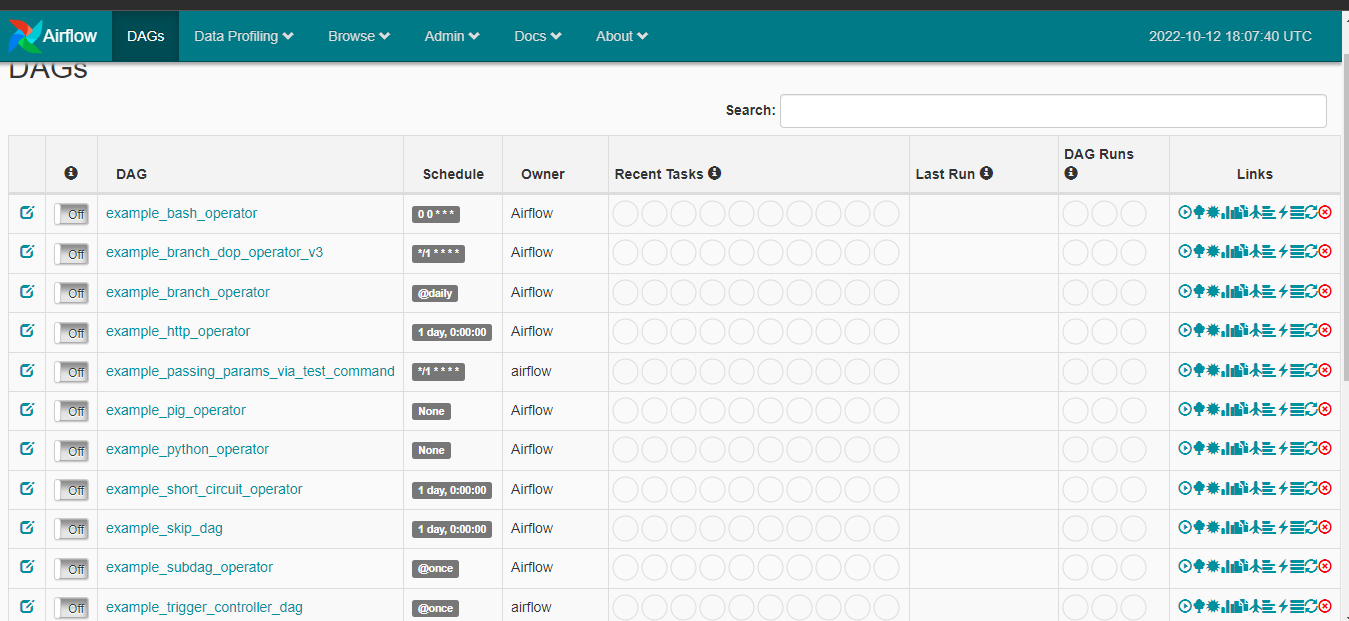 Airflow DAGs Data Profiling Browse Admin Docs About 2022-10-12 18:07:40 UTC
DAGs
Search:
DAG Schedule Owner Recent Tasks Last Run DAG Runs Links
Off example_bash_operator 0 0 * * * Airflow
Off example_branch_dop_operator_v3 */1 * * * * Airflow
Off example_branch_operator @daily Airflow
Off example_http_operator 1 day, 0:00:00 Airflow
Off example_passing_params_via_test_command */1 * * * * airflow
Off example_pig_operator None Airflow
Off example_python_operator None Airflow
Off example_short_circuit_operator 1 day, 0:00:00 Airflow
Off example_skip_dag 1 day, 0:00:00 Airflow
Off example_subdag_operator @once Airflow
Off example_trigger_controller_dag @once airflow